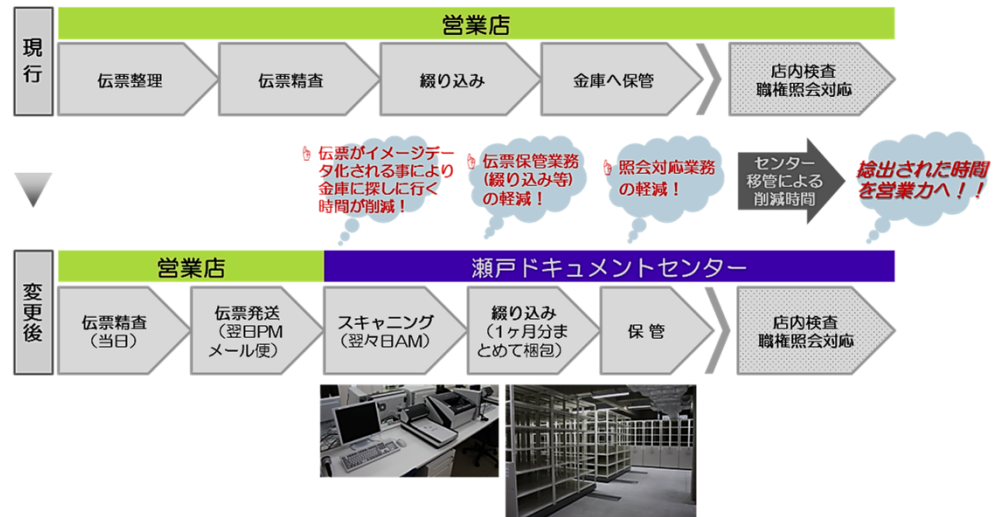 現行
営業店
伝票整理
伝票精査
綴り込み
金庫へ保管
店内検査
職権照会対応
伝票がイメージデー
タ化される事により
金庫に探しに行く
時間が削減！
伝票保管業務
(綴り込み等)
の軽減！
照会対応業務
の軽減！
センター
移管による
削減時間
捻出された時間
を営業力へ！！
変更後
営業店
瀬戸ドキュメントセンター
伝票精査
（当日）
伝票発送
（翌日PM
メール便）
スキャニング
（翌々日AM）
綴り込み
（1ヶ月分ま
とめて梱包）
保 管
店内検査
職権照会対応